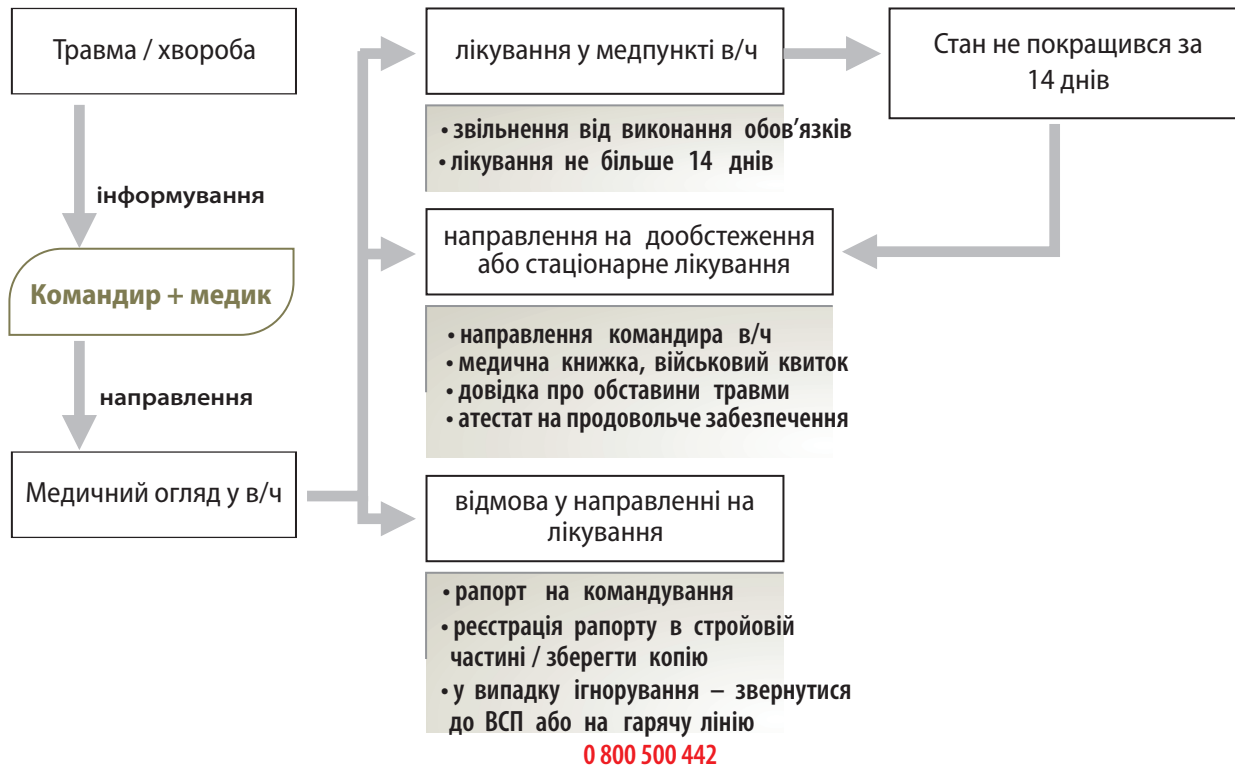 Травма / хвороба
інформування
Командир + медик
направлення
Медичний огляд у в/ч
лікування у медпункті в/ч
• звільнення від виконання обов’язків
• лікування не більше 14 днів
Стан не покращився за
14 днів
направлення на дообстеження
або стаціонарне лікування
• направлення командира в/ч
• медична книжка, військовий квиток
• довідка про обставини травми
• атестат на продовольче забезпечення
відмова у направленні на
лікування
• рапорт на командування
• реєстрація рапорту в стройовій
частині / зберегти копію
• у випадку ігнорування – звернутися
до ВСП або на гарячу лінію
0 800 500 442